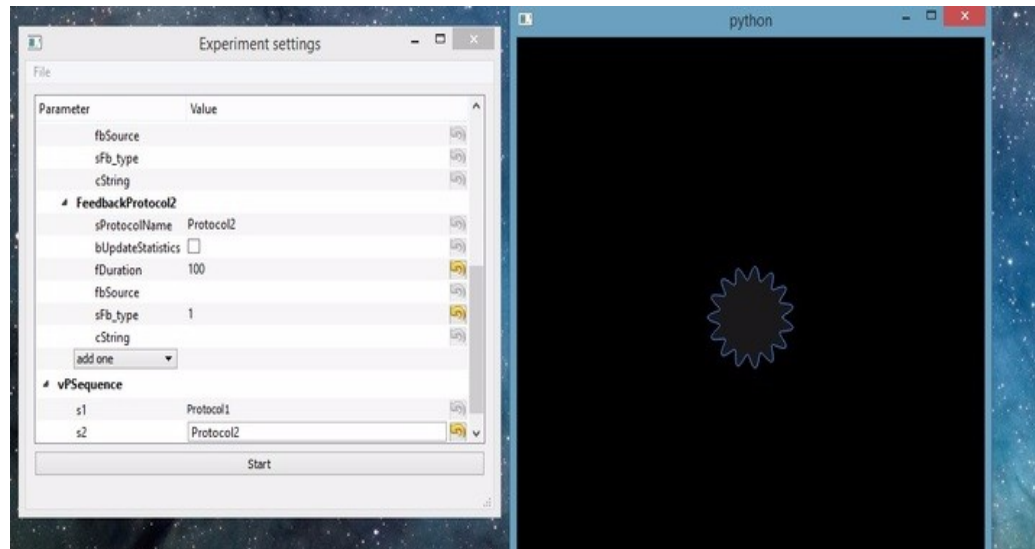 Experiment settings
File
Parameter Value
fbSource
sFb_type
cString
FeedbackProtocol2
sProtocolName Protocol2
bUpdateStatistics
fDuration 100
fbSource
sFb_type 1
cString
add one
vPSequence
s1 Protocol1
s2 Protocol2
Start
python